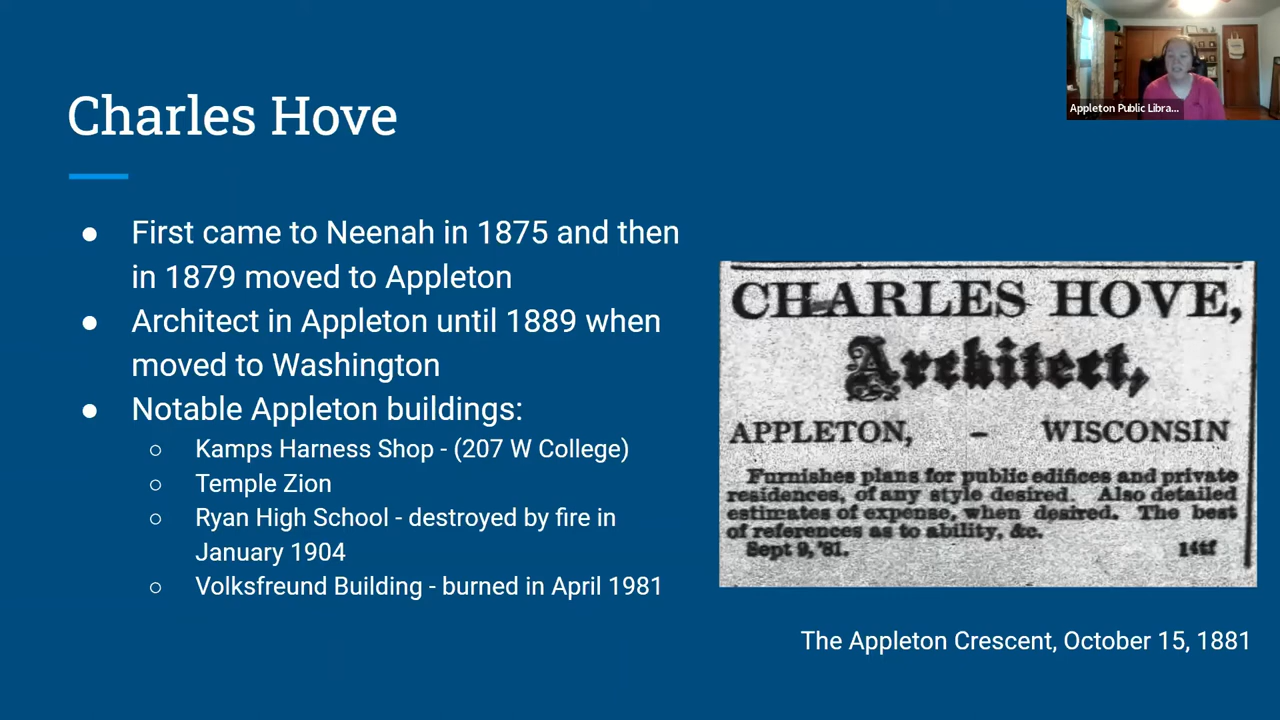 Charles Hove
Appleton Public Libra...
● First came to Neenah in 1875 and then
in 1879 moved to Appleton
● Architect in Appleton until 1889 when
moved to Washington
● Notable Appleton buildings:
○ Kamps Harness Shop - (207 W College)
○ Temple Zion
○ Ryan High School - destroyed by fire in
January 1904
○ Volksfreund Building - burned in April 1981
CHARLES HOVE,
Architect,
APPLETON, - WISCONSIN
Furnishes plans for public edifices and private
residences, of any style desired. Also detailed
estimates of expense, when desired. The best
of references as to ability, &c.
Sept 9, '81. 14tf
The Appleton Crescent, October 15, 1881